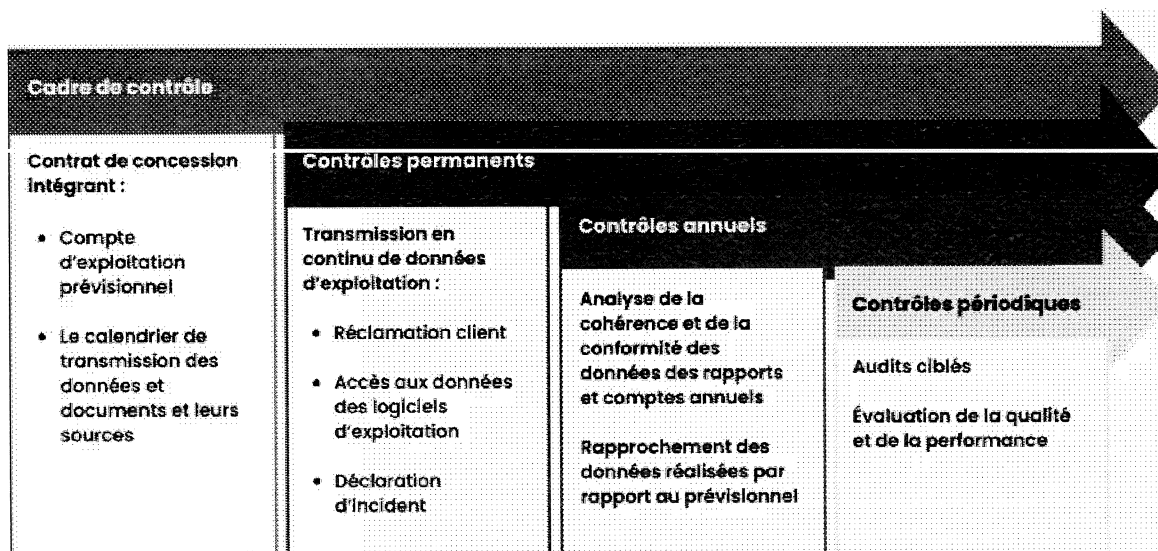 Cadre de contrôle
Contrat de concession
intégrant :
• Compte
d'exploitation
prévisionnel
• Le calendrier de
transmission des
données et
documents et leurs
sources
Contrôles permanents
Transmission en
continu de données
d'exploitation :
• Réclamation client
• Accès aux données
des logiciels
d'exploitation
• Déclaration
d'incident
Contrôles annuels
Analyse de la
cohérence et de la
conformité des
données des rapports
et comptes annuels
Rapprochement des
données réalisées par
rapport au prévisionnel
Contrôles périodiques
Audits ciblés
Évaluation de la qualité
et de la performance